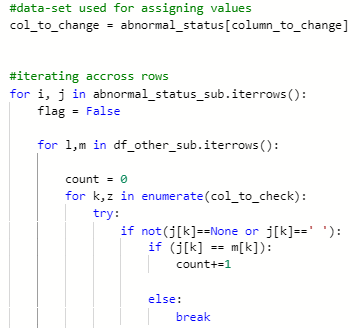 #data-set used for assigning values
col_to_change = abnormal_status[column_to_change]
#iterating accross rows
for i, j in abnormal_status_sub.iterrows():
flag = False
for l,m in df_other_sub.iterrows():
count = 0
for k,z in enumerate(col_to_check):
try:
if not(j[k]==None or j[k]==' '):
if (j[k] == m[k]):
count+=1
else:
break